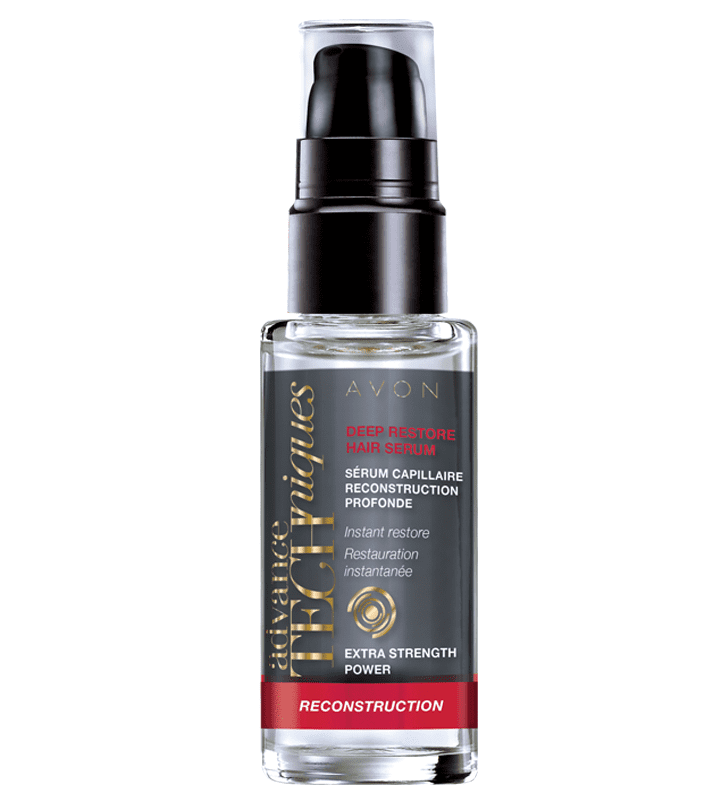 AVON
DEEP RESTORE
HAIR SERUM
SÉRUM CAPILLAIRE
RECONSTRUCTION
PROFONDE
Instant restore
Restauration
instantanée
EXTRA STRENGTH
POWER
RECONSTRUCTION
advance
TECHniques